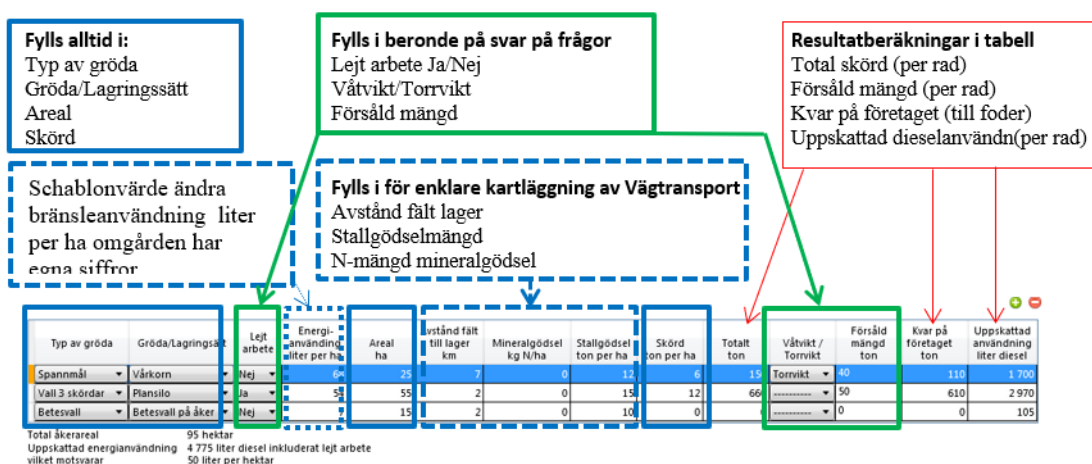 Fylls alltid i:
Typ av gröda
Gröda/Lagringssätt
Areal
Skörd
Fylls i beronde på svar på frågor
Lejt arbete Ja/Nej
Våtvikt/Torrvikt
Försåld mängd
Resultatberäkningar i tabell
Total skörd (per rad)
Försåld mängd (per rad)
Kvar på företaget (till foder)
Uppskattad dieselanvändn(per rad)
Schablonvärde ändra
bränsleanvändning liter
per ha omgården har
egna siffror
Fylls i för enklare kartläggning av Vägtransport
Avstånd fält lager
Stallgödselmängd
N-mängd mineralgödsel
Typ av gröda Gröda/Lagringssätt Lejt arbete Energi-använding liter per ha Areal ha Avstånd fält till lager km Mineralgödsel kg N/ha Stallgödsel ton per ha Skörd ton per ha Totalt ton Våtvikt / Torrvikt Försåld mängd ton Kvar på företaget ton Uppskattad använding liter diesel
Spannmål Vårkorn Nej 25 7 0 12 6 Torrvikt 40 110 1 700
Vall 3 skördar Plansilo Ja 54 55 2 0 15 12 660 ---------- 50 610 2 970
Betesvall Betesvall på åker Nej 7 15 2 0 10 0 ---------- 0 0 105
Total åkerareal 95 hektar
Uppskattad energianvändning 4 775 liter diesel inkluderat lejt arbete
vilket motsvarar 50 liter per hektar